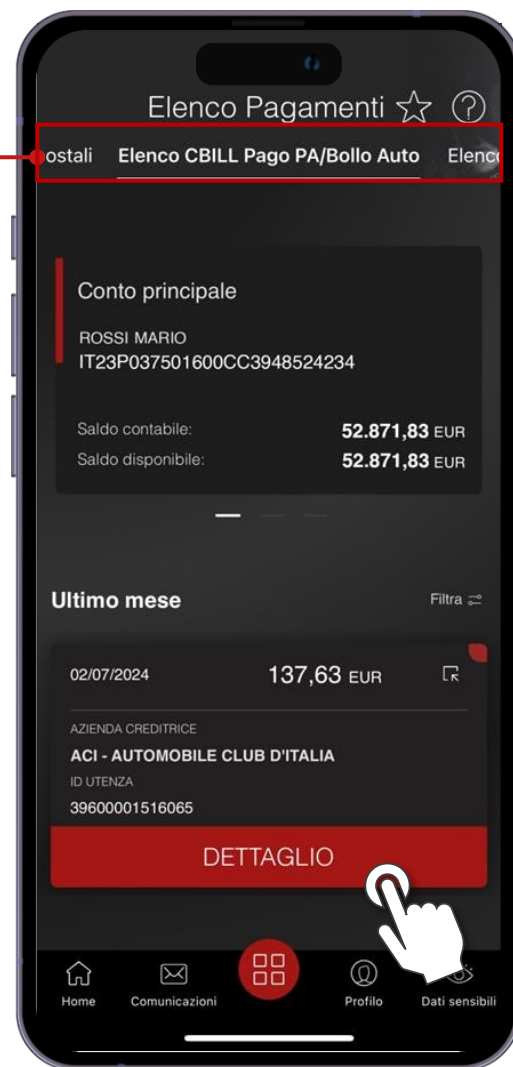 Elenco Pagamenti
ostali Elenco CBILL Pago PA/Bollo Auto Elenco
Conto principale
ROSSI MARIO
IT23P037501600CC3948524234
Saldo contabile: 52.871,83 EUR
Saldo disponibile: 52.871,83 EUR
Ultimo mese Filtra
02/07/2024 137,63 EUR
AZIENDA CREDITRICE
ACI - AUTOMOBILE CLUB D'ITALIA
ID UTENZA
39600001516065
DETTAGLIO
Home Comunicazioni Profilo Dati sensibili